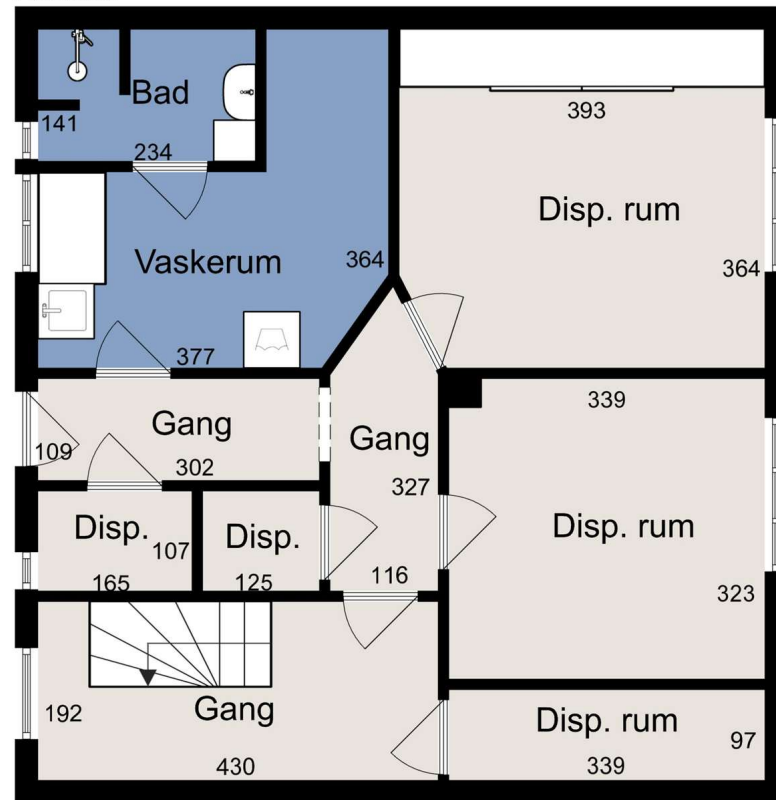 Bad
141
234
393
Disp. rum
364
Vaskerum
364
377
Gang
109
302
Gang
327
339
Disp. rum
323
Disp.
107
165
Disp.
125
116
192
Gang
430
Disp. rum
97
339